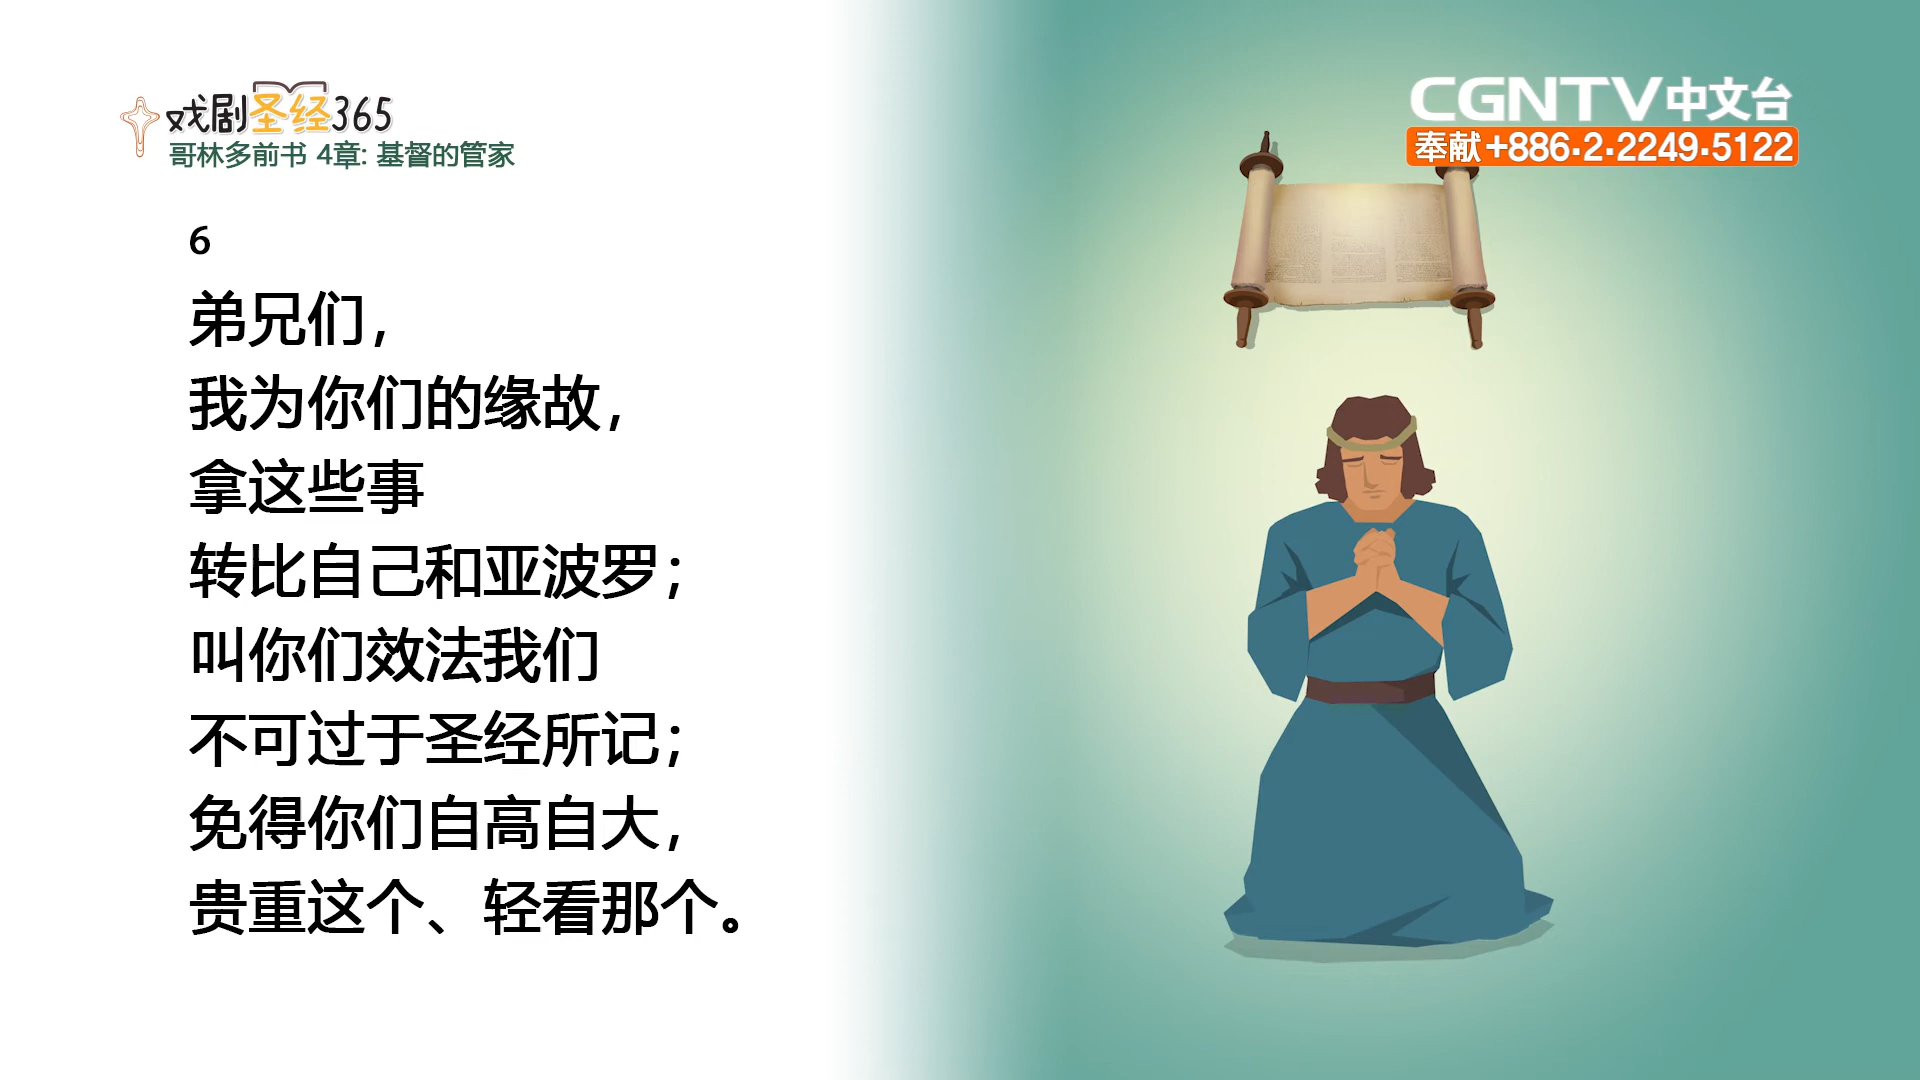 戏剧圣经365
哥林多前书 4章: 基督的管家
CGNTV中文台
奉献+886·2·2249·5122
6
弟兄们，
我为你们的缘故，
拿这些事
转比自己和亚波罗；
叫你们效法我们
不可过于圣经所记；
免得你们自高自大，
贵重这个、轻看那个。